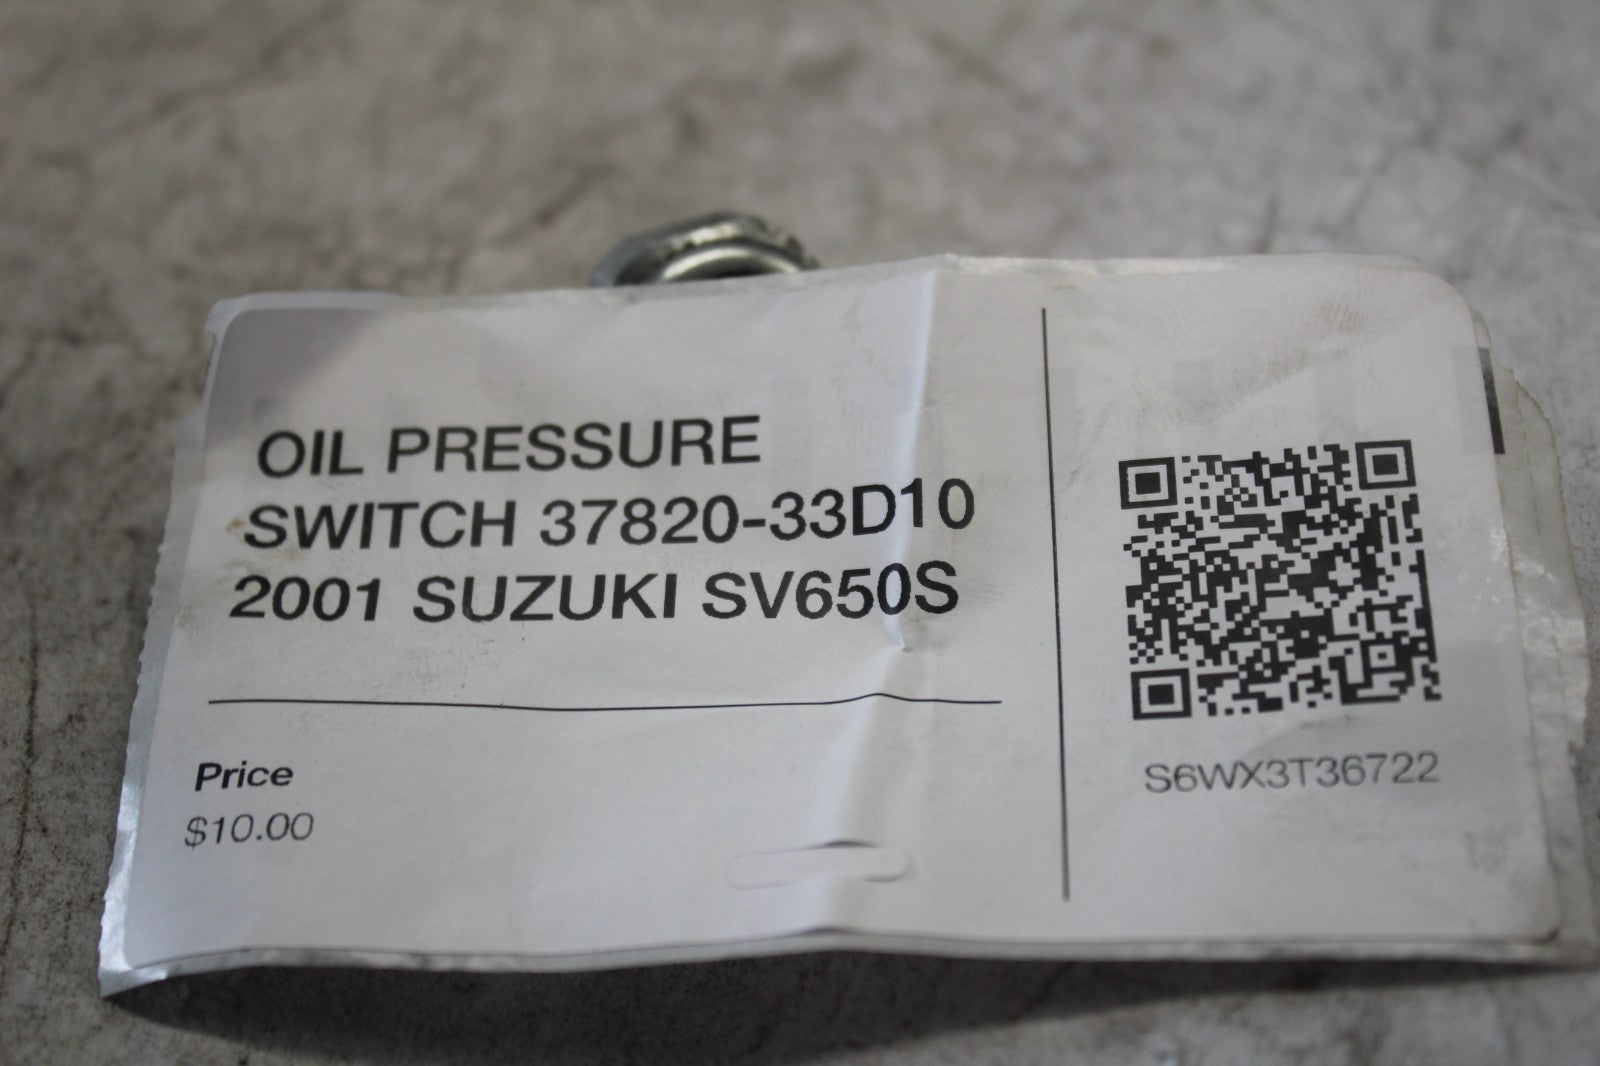 OIL PRESSURE
SWITCH 37820-33D10
2001 SUZUKI SV650S
Price
$10.00
S6WX3T36722